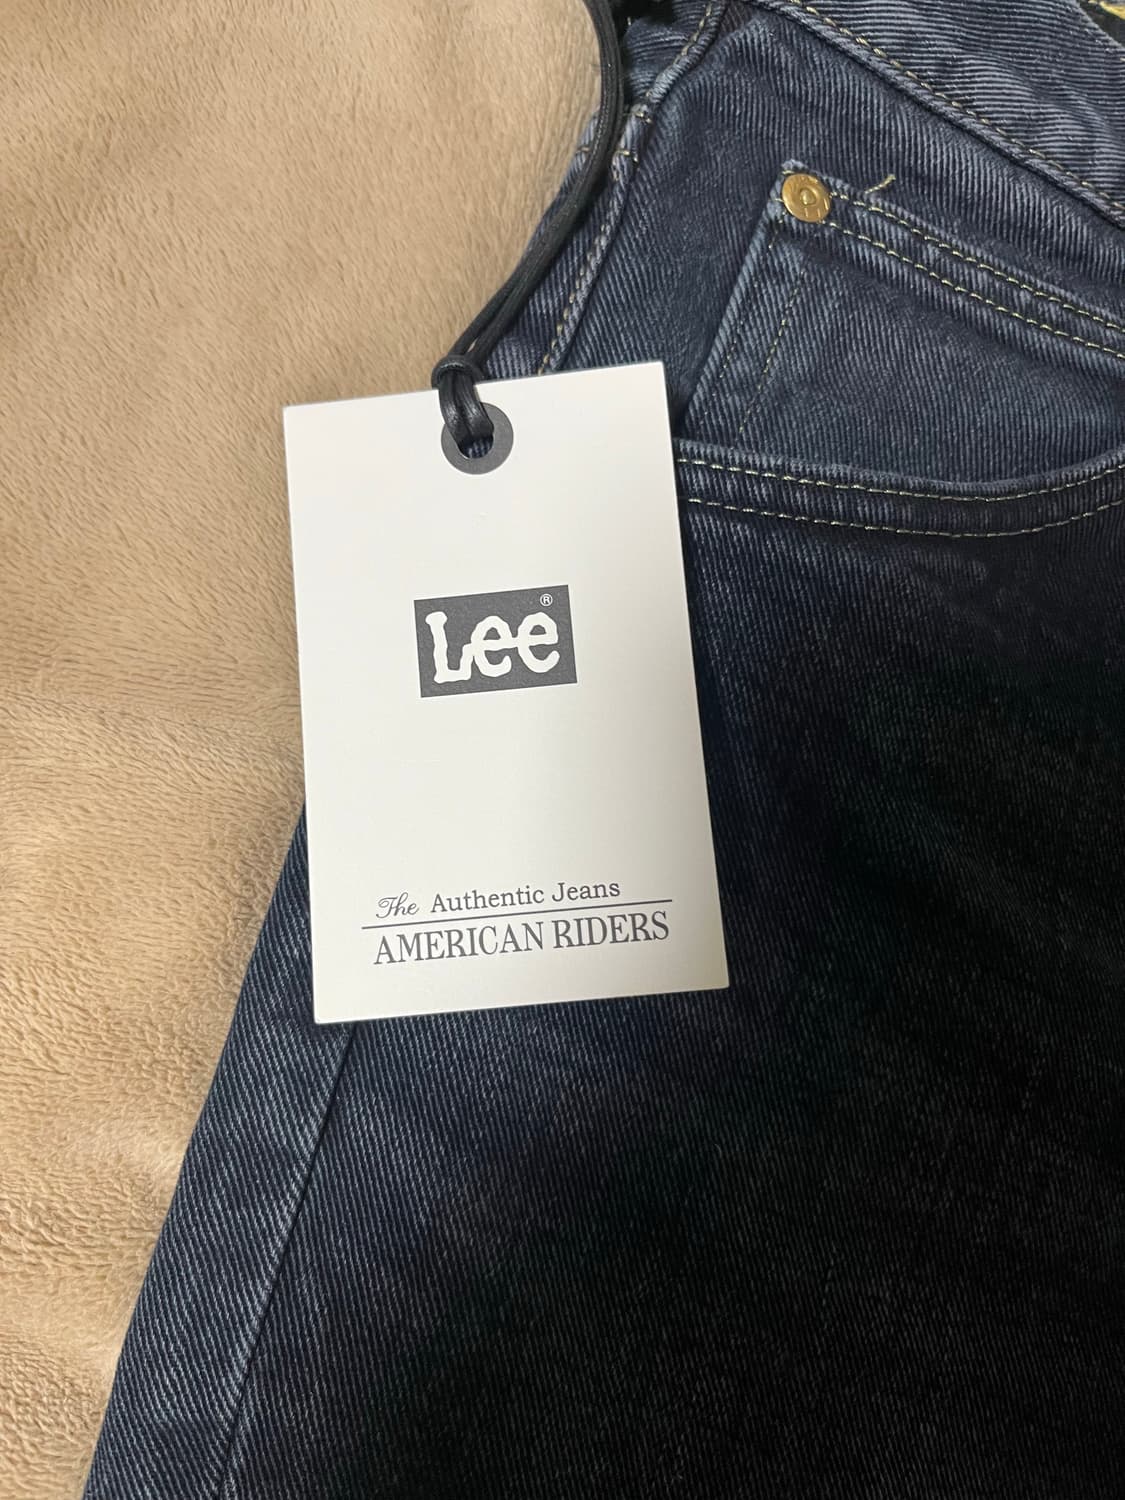 Lee®
The Authentic Jeans
AMERICAN RIDERS